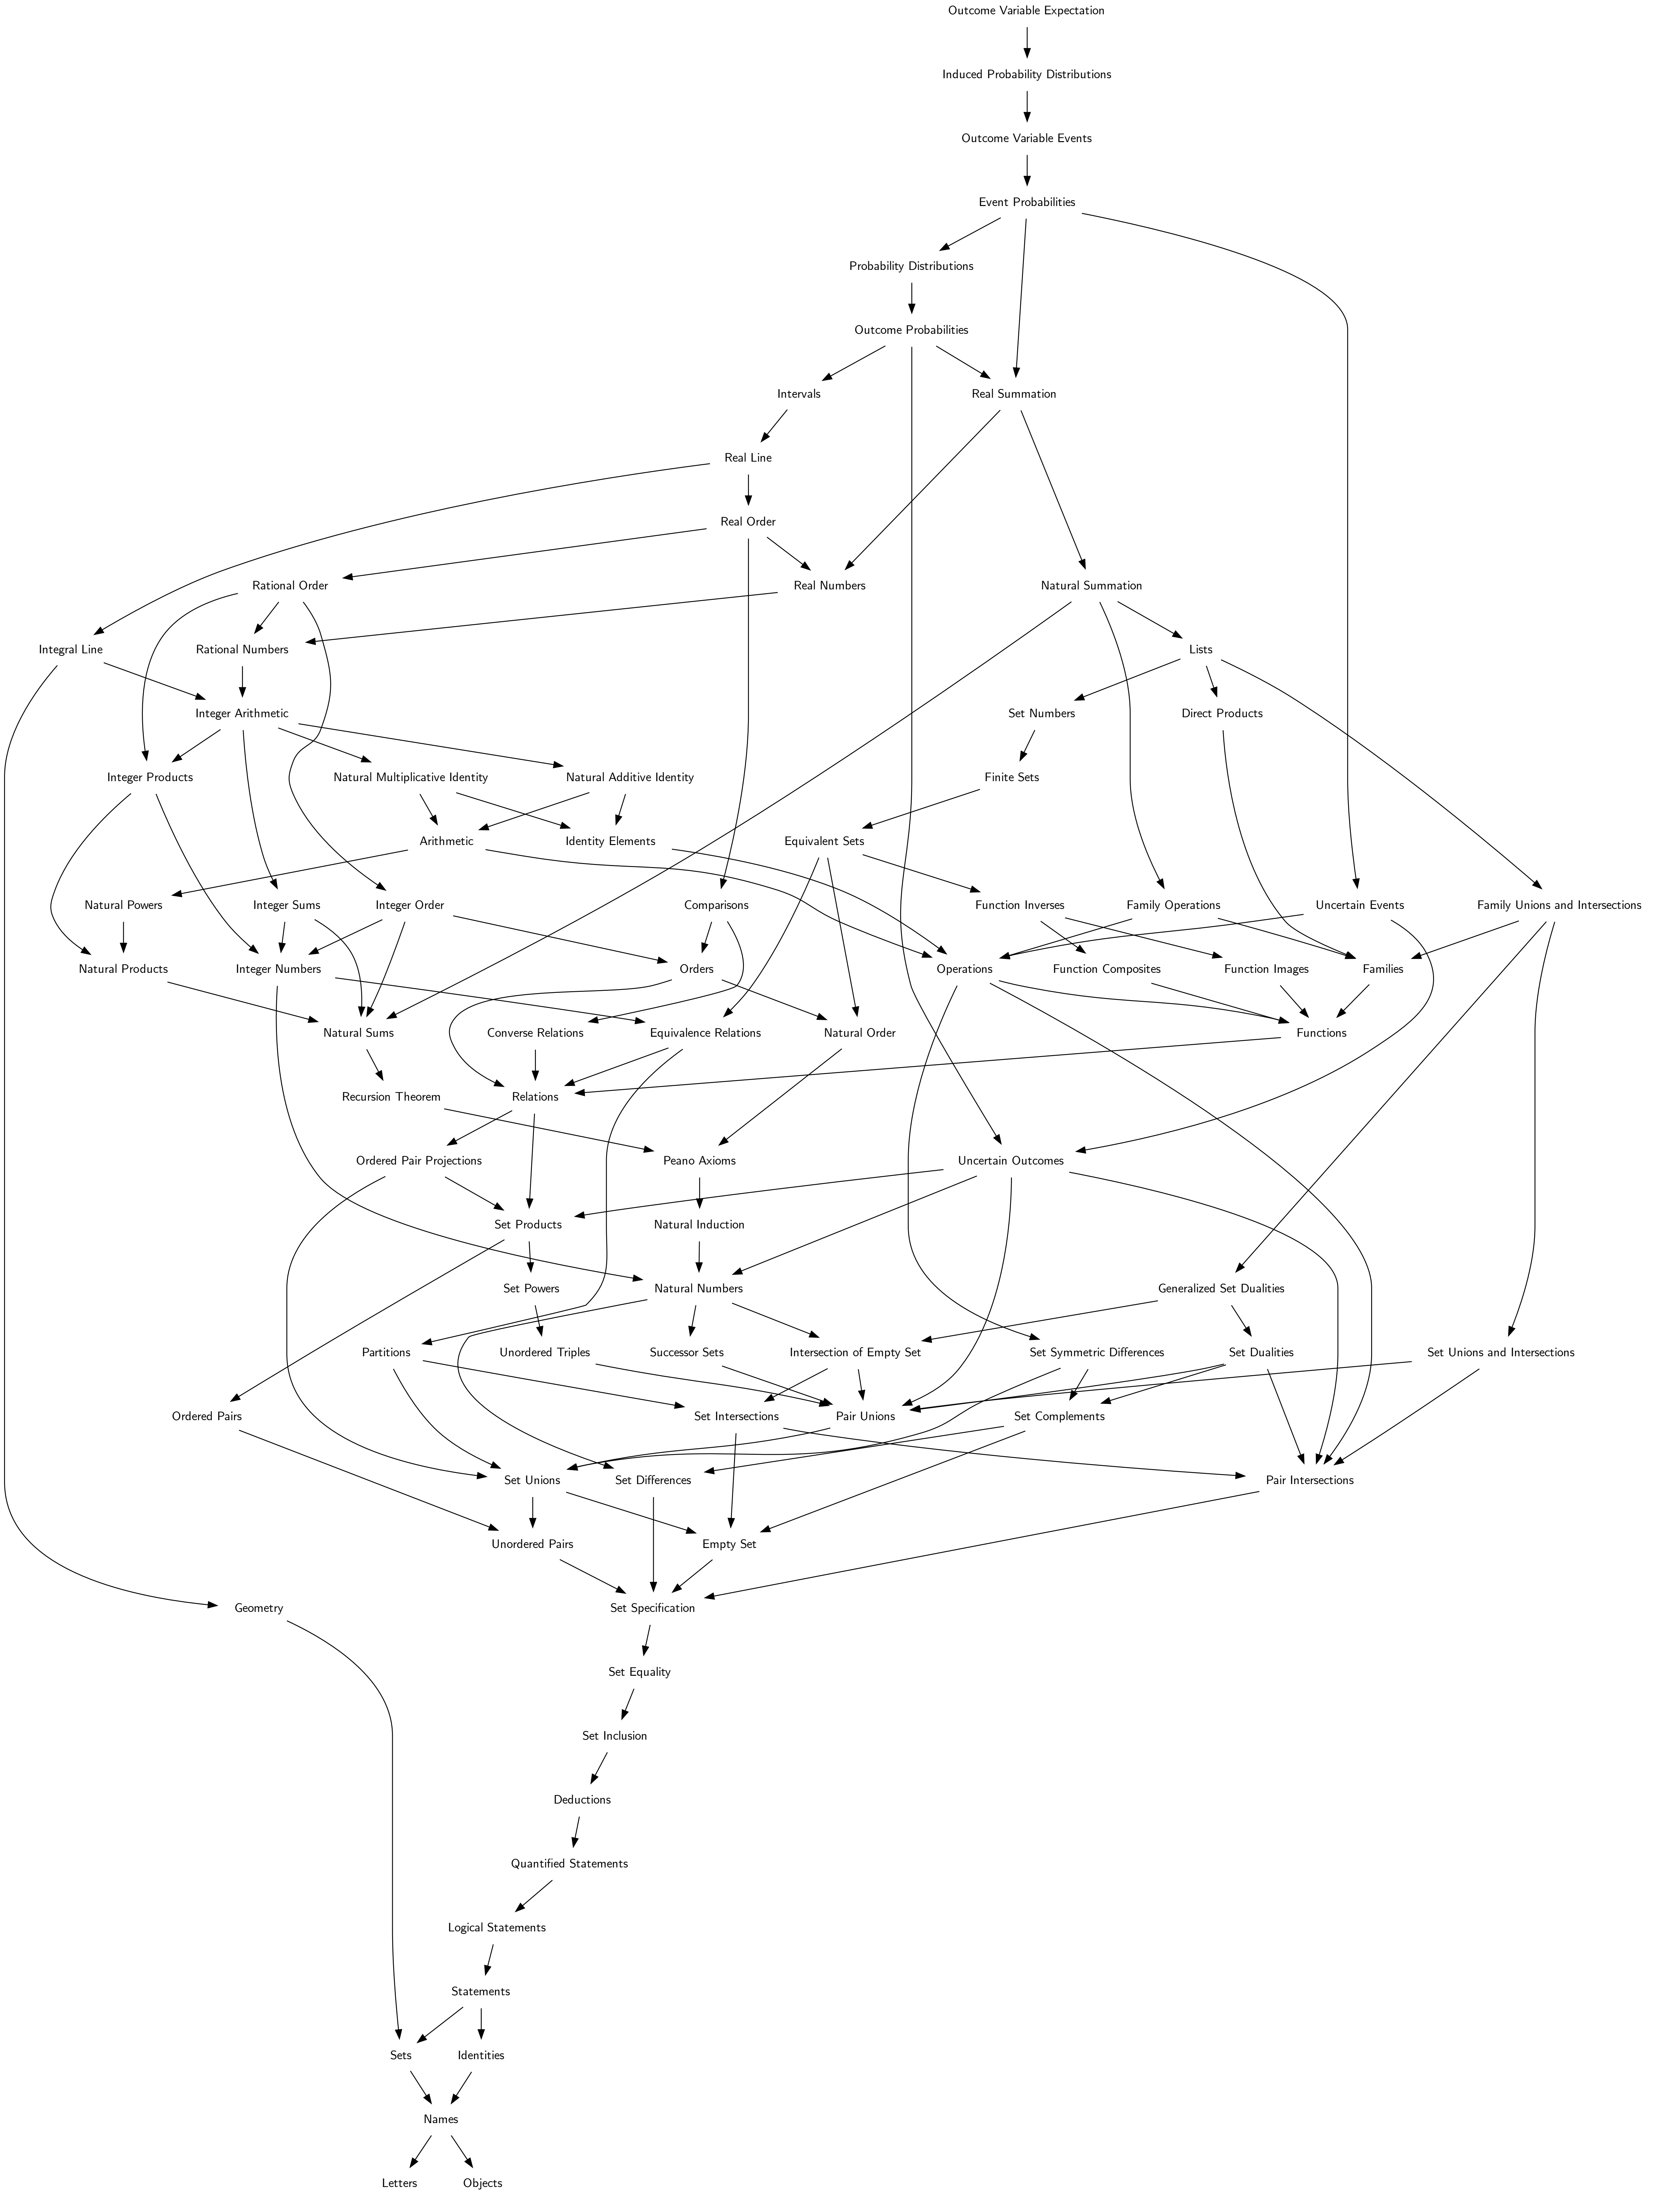 Outcome Variable Expectation
Induced Probability Distributions
Outcome Variable Events
Event Probabilities
Probability Distributions
Outcome Probabilities
Intervals
Real Summation
Real Line
Real Order
Rational Order
Real Numbers
Natural Summation
Integral Line
Rational Numbers
Lists
Integer Arithmetic
Set Numbers
Direct Products
Integer Products
Natural Multiplicative Identity
Natural Additive Identity
Finite Sets
Arithmetic
Identity Elements
Equivalent Sets
Natural Powers
Integer Sums
Integer Order
Comparisons
Function Inverses
Family Operations
Uncertain Events
Family Unions and Intersections
Natural Products
Integer Numbers
Orders
Operations
Function Composites
Function Images
Families
Natural Sums
Converse Relations
Equivalence Relations
Natural Order
Functions
Recursion Theorem
Relations
Ordered Pair Projections
Peano Axioms
Uncertain Outcomes
Set Products
Natural Induction
Set Powers
Natural Numbers
Generalized Set Dualities
Partitions
Unordered Triples
Successor Sets
Intersection of Empty Set
Set Symmetric Differences
Set Dualities
Set Unions and Intersections
Ordered Pairs
Set Intersections
Pair Unions
Set Complements
Set Unions
Set Differences
Pair Intersections
Unordered Pairs
Empty Set
Geometry
Set Specification
Set Equality
Set Inclusion
Deductions
Quantified Statements
Logical Statements
Statements
Sets
Identities
Names
Letters
Objects